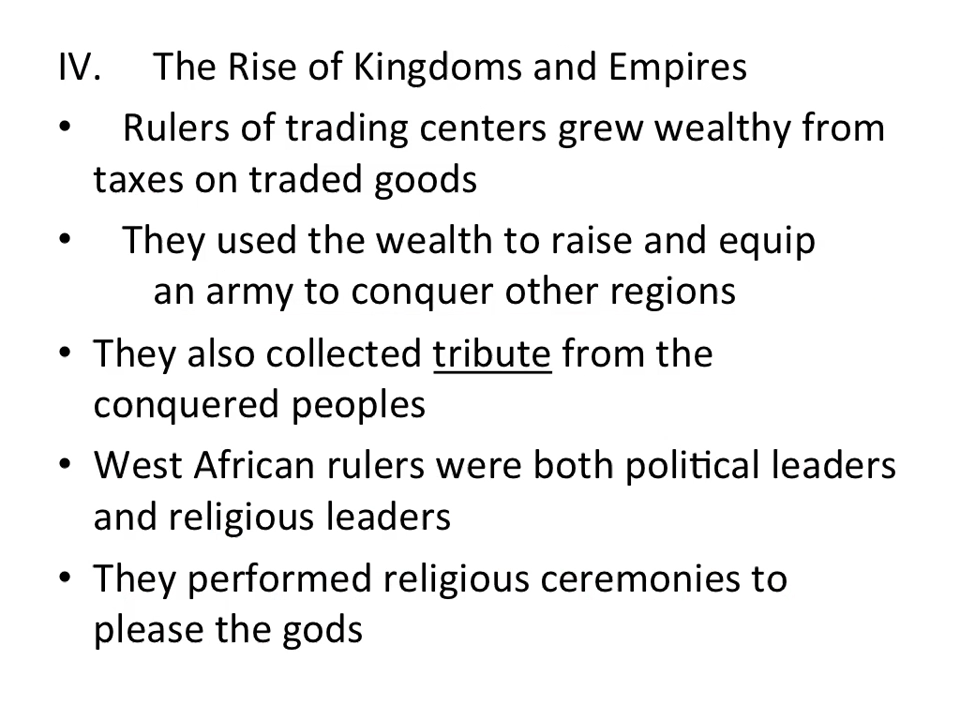 IV. The Rise of Kingdoms and Empires
• Rulers of trading centers grew wealthy from
taxes on traded goods
• They used the wealth to raise and equip
an army to conquer other regions
• They also collected tribute from the
conquered peoples
• West African rulers were both political leaders
and religious leaders
• They performed religious ceremonies to
please the gods